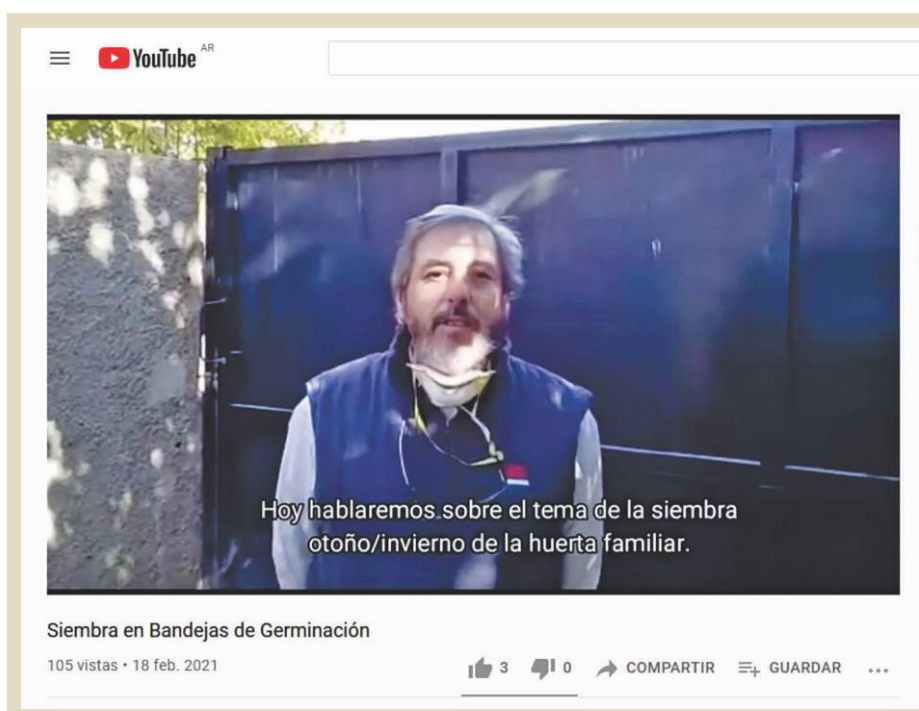 YouTube AR
Hoy hablaremos sobre el tema de la siembra
otoño/invierno de la huerta familiar.
Siembra en Bandejas de Germinación
105 vistas • 18 feb. 2021
3 0 COMPARTIR GUARDAR